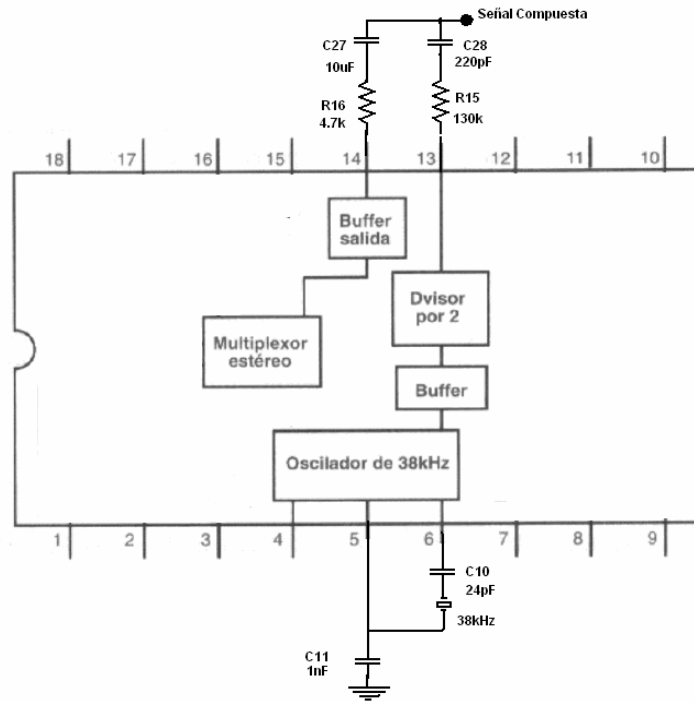 Señal Compuesta
C27
10uF
C28
220pF
R16
4.7k
R15
130k
18 17 16 15 14 13 12 11 10
Buffer
salida
Dvisor
por 2
Multiplexor
estéreo
Buffer
Oscilador de 38kHz
1 2 3 4 5 6 7 8 9
C10
24pF
38kHz
C11
1nF